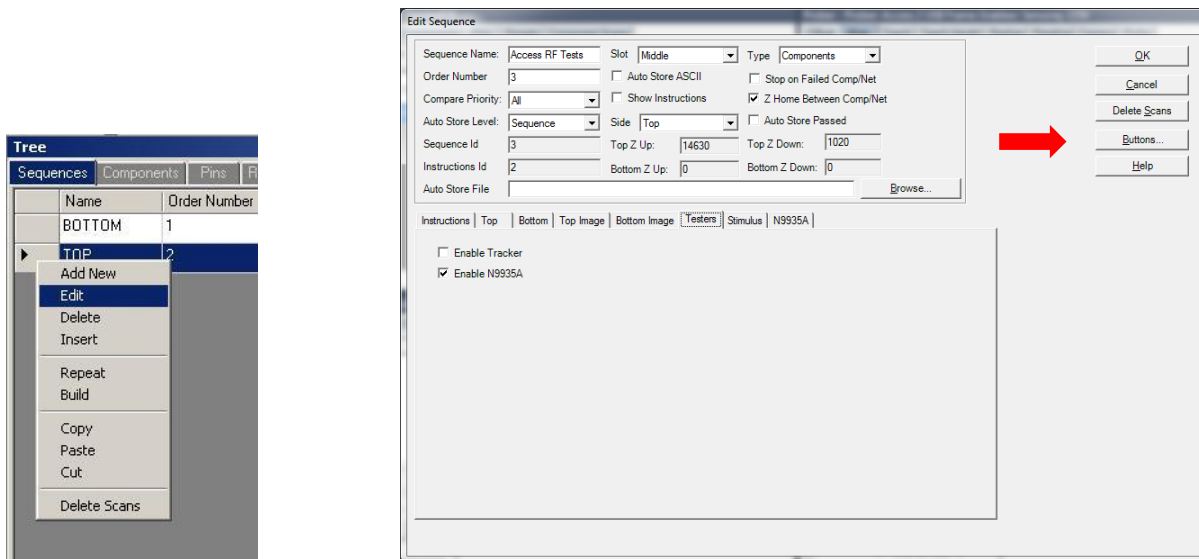 Tree
Sequences Components Pins R
Name Order Number
BOTTOM 1
TOP 2
Add New
Edit
Delete
Insert
Repeat
Build
Copy
Paste
Cut
Delete Scans
Edit Sequence
Sequence Name: Access RF Tests Slot Middle Type Components
Order Number 3 Auto Store ASCII Stop on Failed Comp/Net
Compare Priority: All Show Instructions Z Home Between Comp/Net
Auto Store Level: Sequence Side Top Auto Store Passed
Sequence Id 3 Top Z Up: 14630 Top Z Down: 1020
Instructions Id 2 Bottom Z Up: 0 Bottom Z Down: 0
Auto Store File Browse...
Instructions Top Bottom Top Image Bottom Image Testers Stimulus N9935A
Enable Tracker
Enable N9935A
OK
Cancel
Delete Scans
Buttons...
Help